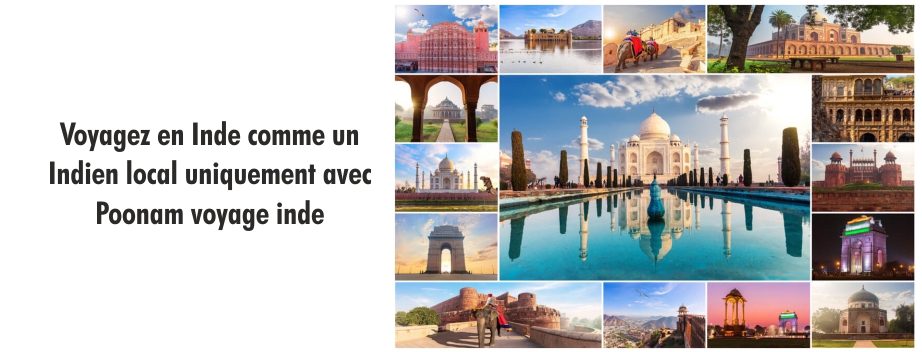 Voyagez en Inde comme un
Indien local uniquement avec
Poonam voyage inde